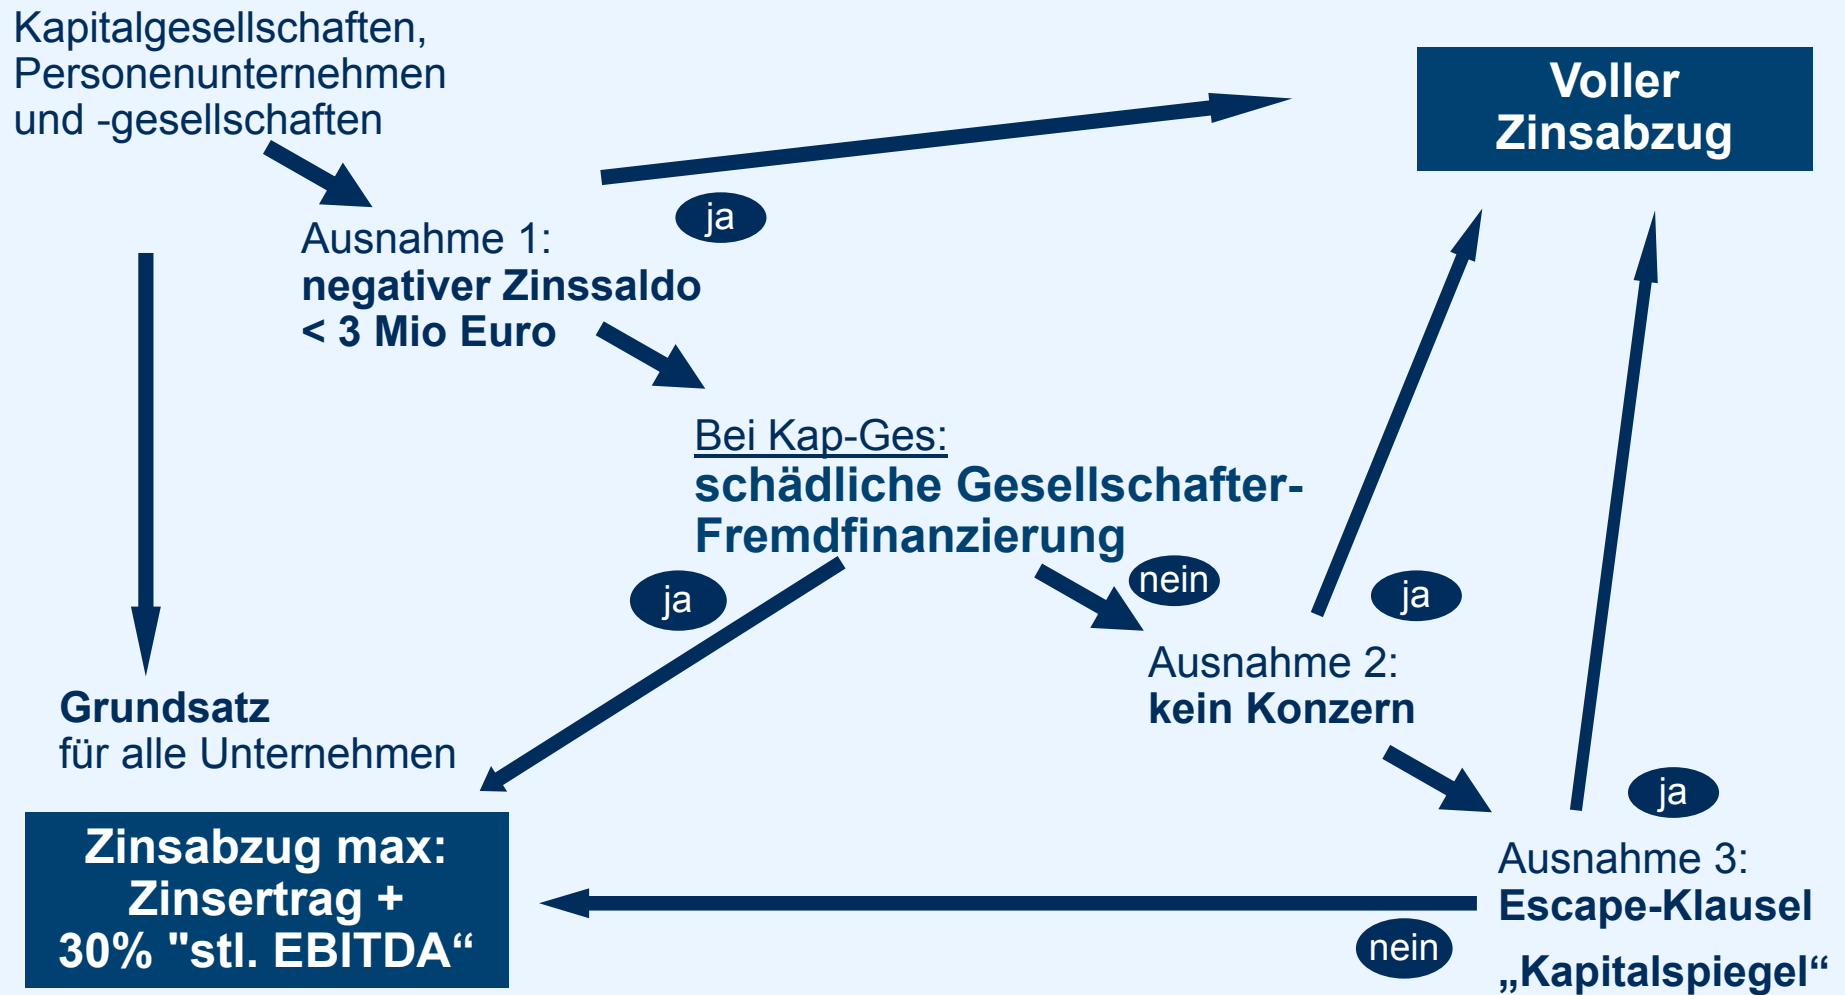 Kapitalgesellschaften,
Personenunternehmen
und -gesellschaften
Voller
Zinsabzug
ja
Ausnahme 1:
negativer Zinssaldo
< 3 Mio Euro
Bei Kap-Ges:
schädliche Gesellschafter-
Fremdfinanzierung
ja
nein
ja
Ausnahme 2:
kein Konzern
Grundsatz
für alle Unternehmen
ja
Zinsabzug max:
Zinsertrag +
30% "stl. EBITDA“
Ausnahme 3:
Escape-Klausel
„Kapitalspiegel“
nein